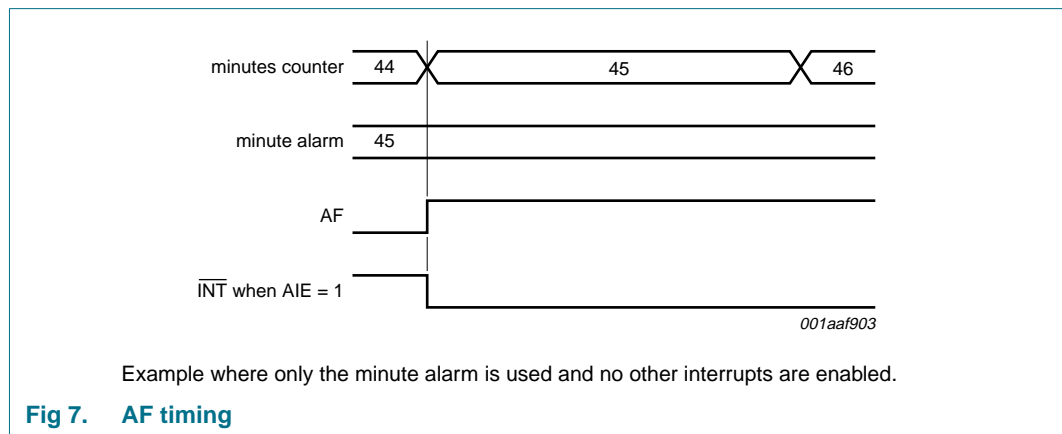 minutes counter 44 45 46
minute alarm 45
AF
INT when AIE = 1
001aaf903
Example where only the minute alarm is used and no other interrupts are enabled.
Fig 7. AF timing